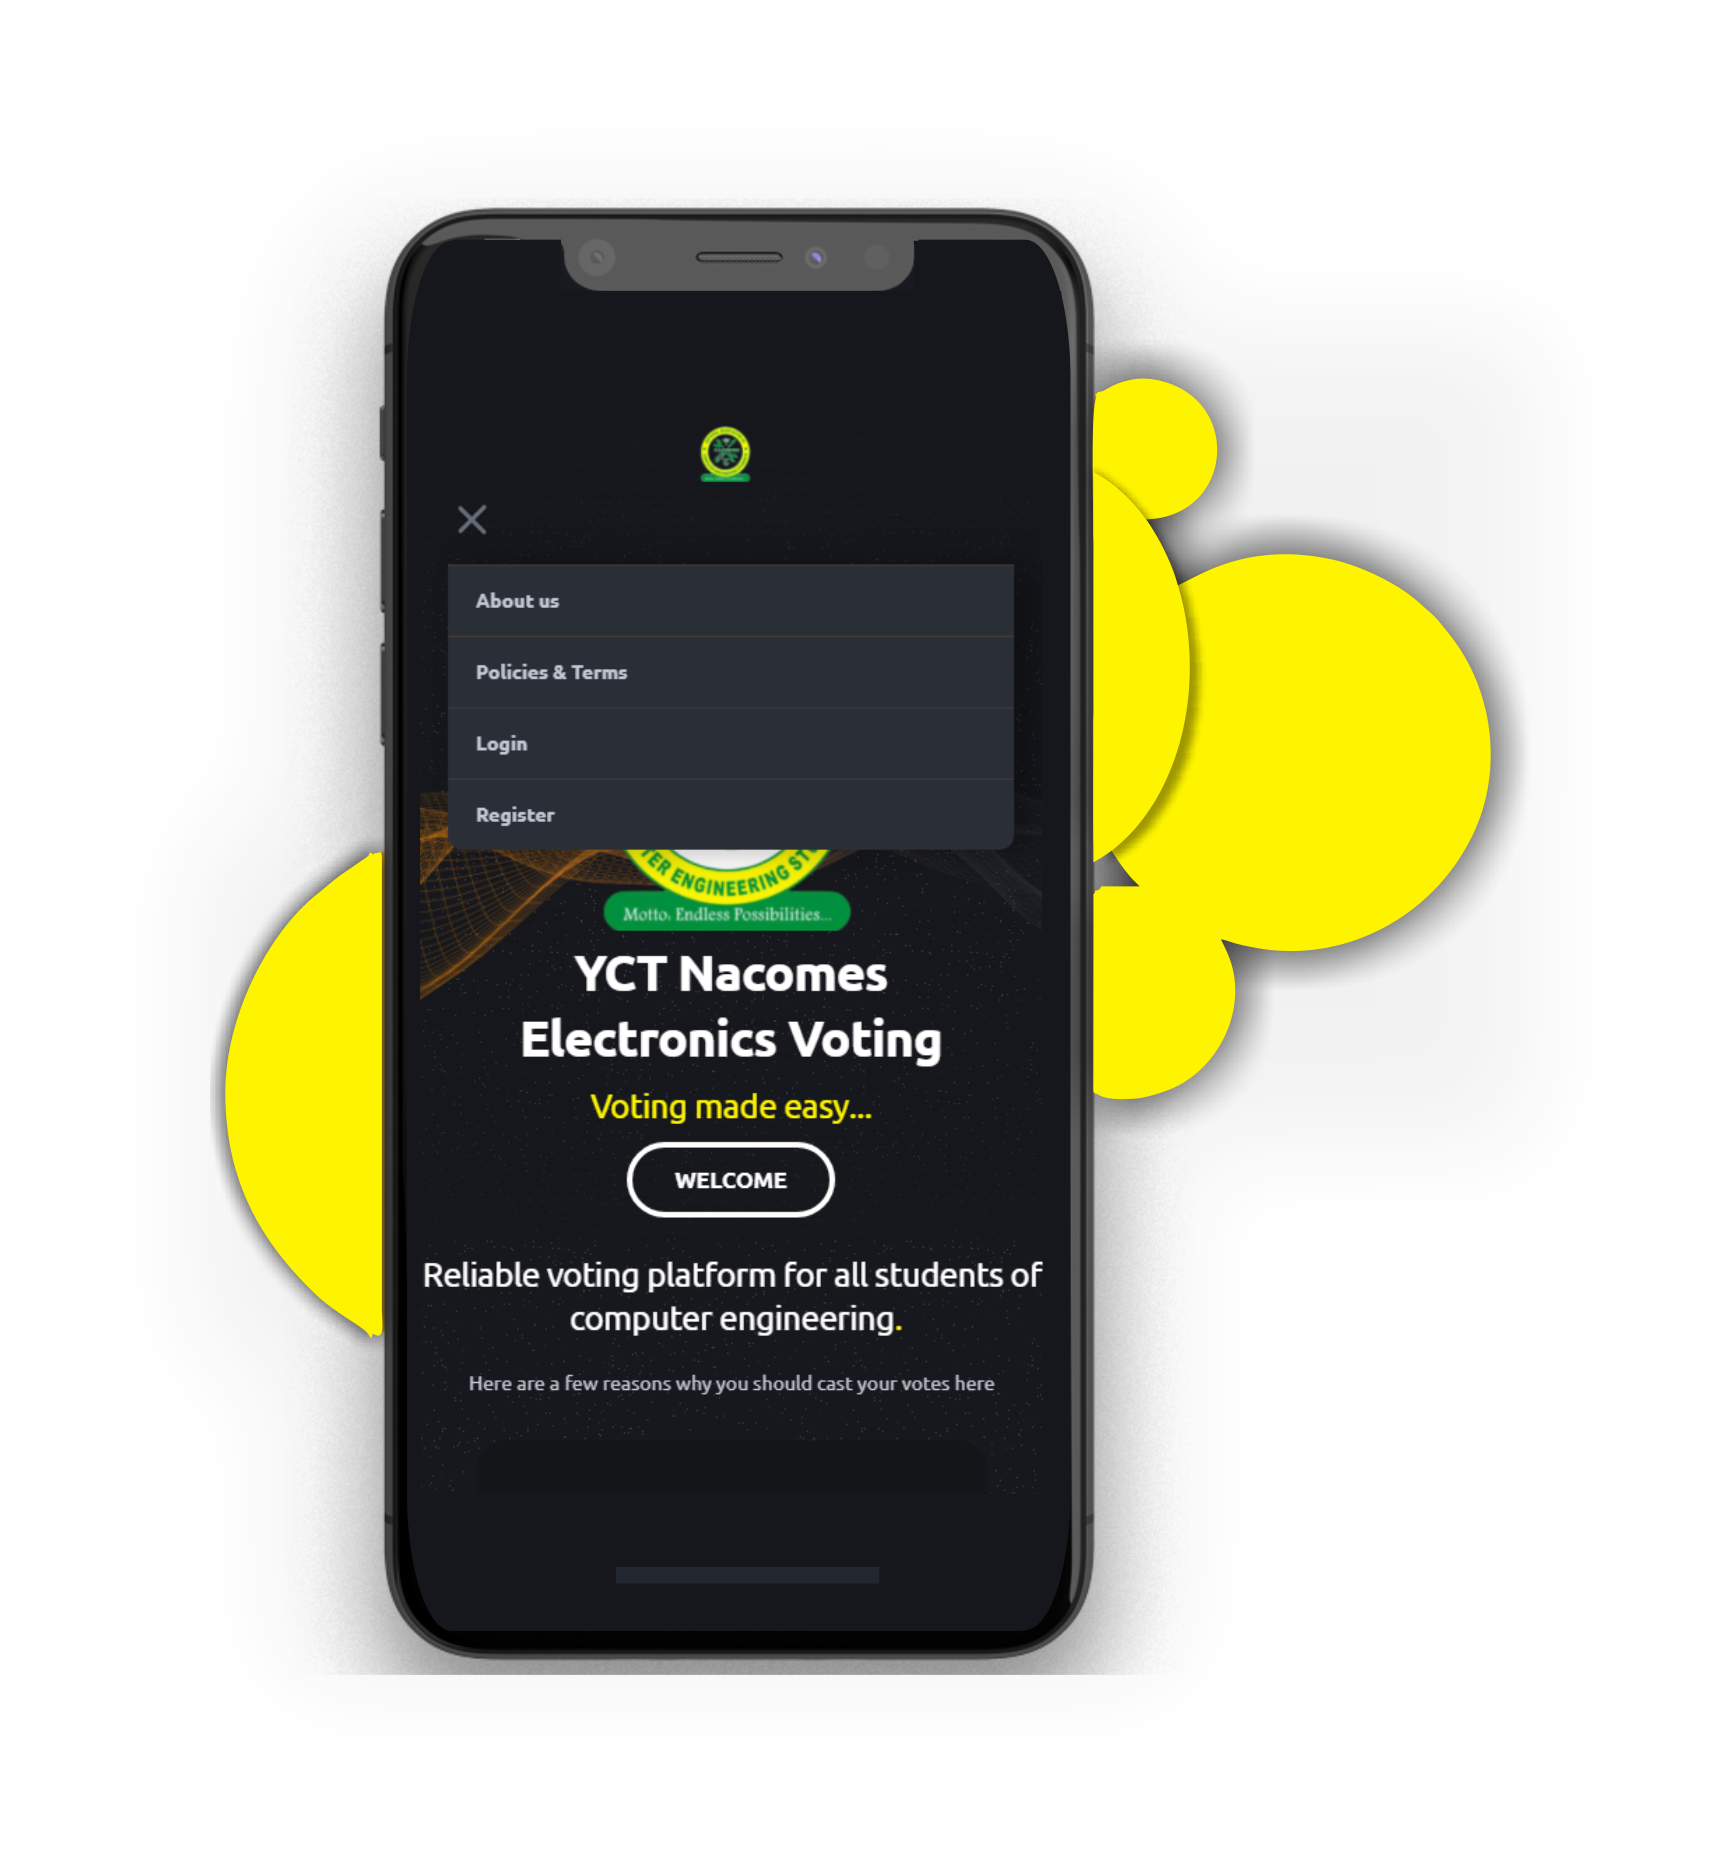 About us
Policies & Terms
Login
Register
TER ENGINEERING STU
Motto: Endless Possibilities...
YCT Nacomes
Electronics Voting
Voting made easy...
WELCOME
Reliable voting platform for all students of
computer engineering.
Here are a few reasons why you should cast your votes here